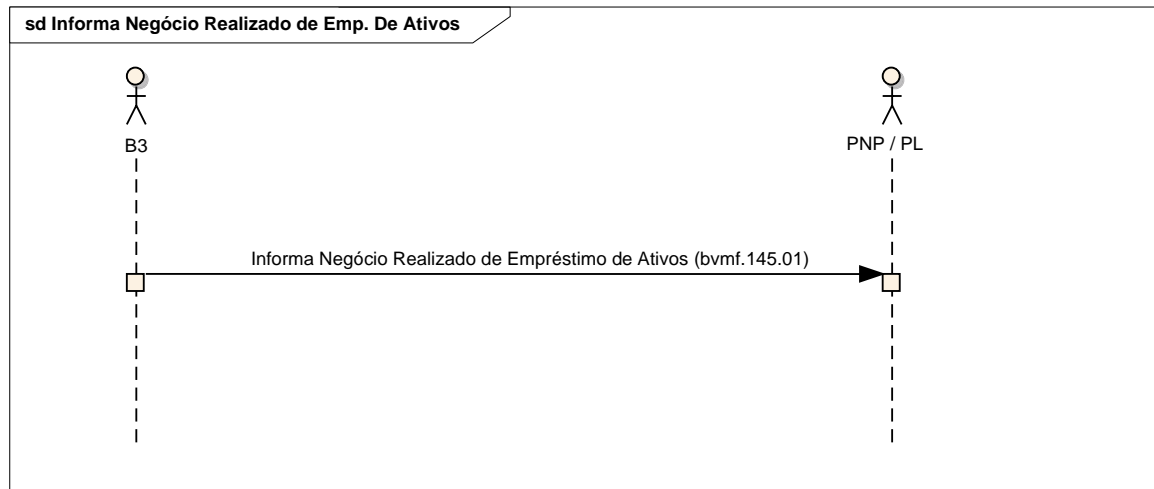 sd Informa Negócio Realizado de Emp. De Ativos
B3
PNP / PL
Informa Negócio Realizado de Empréstimo de Ativos (bvmf.145.01)